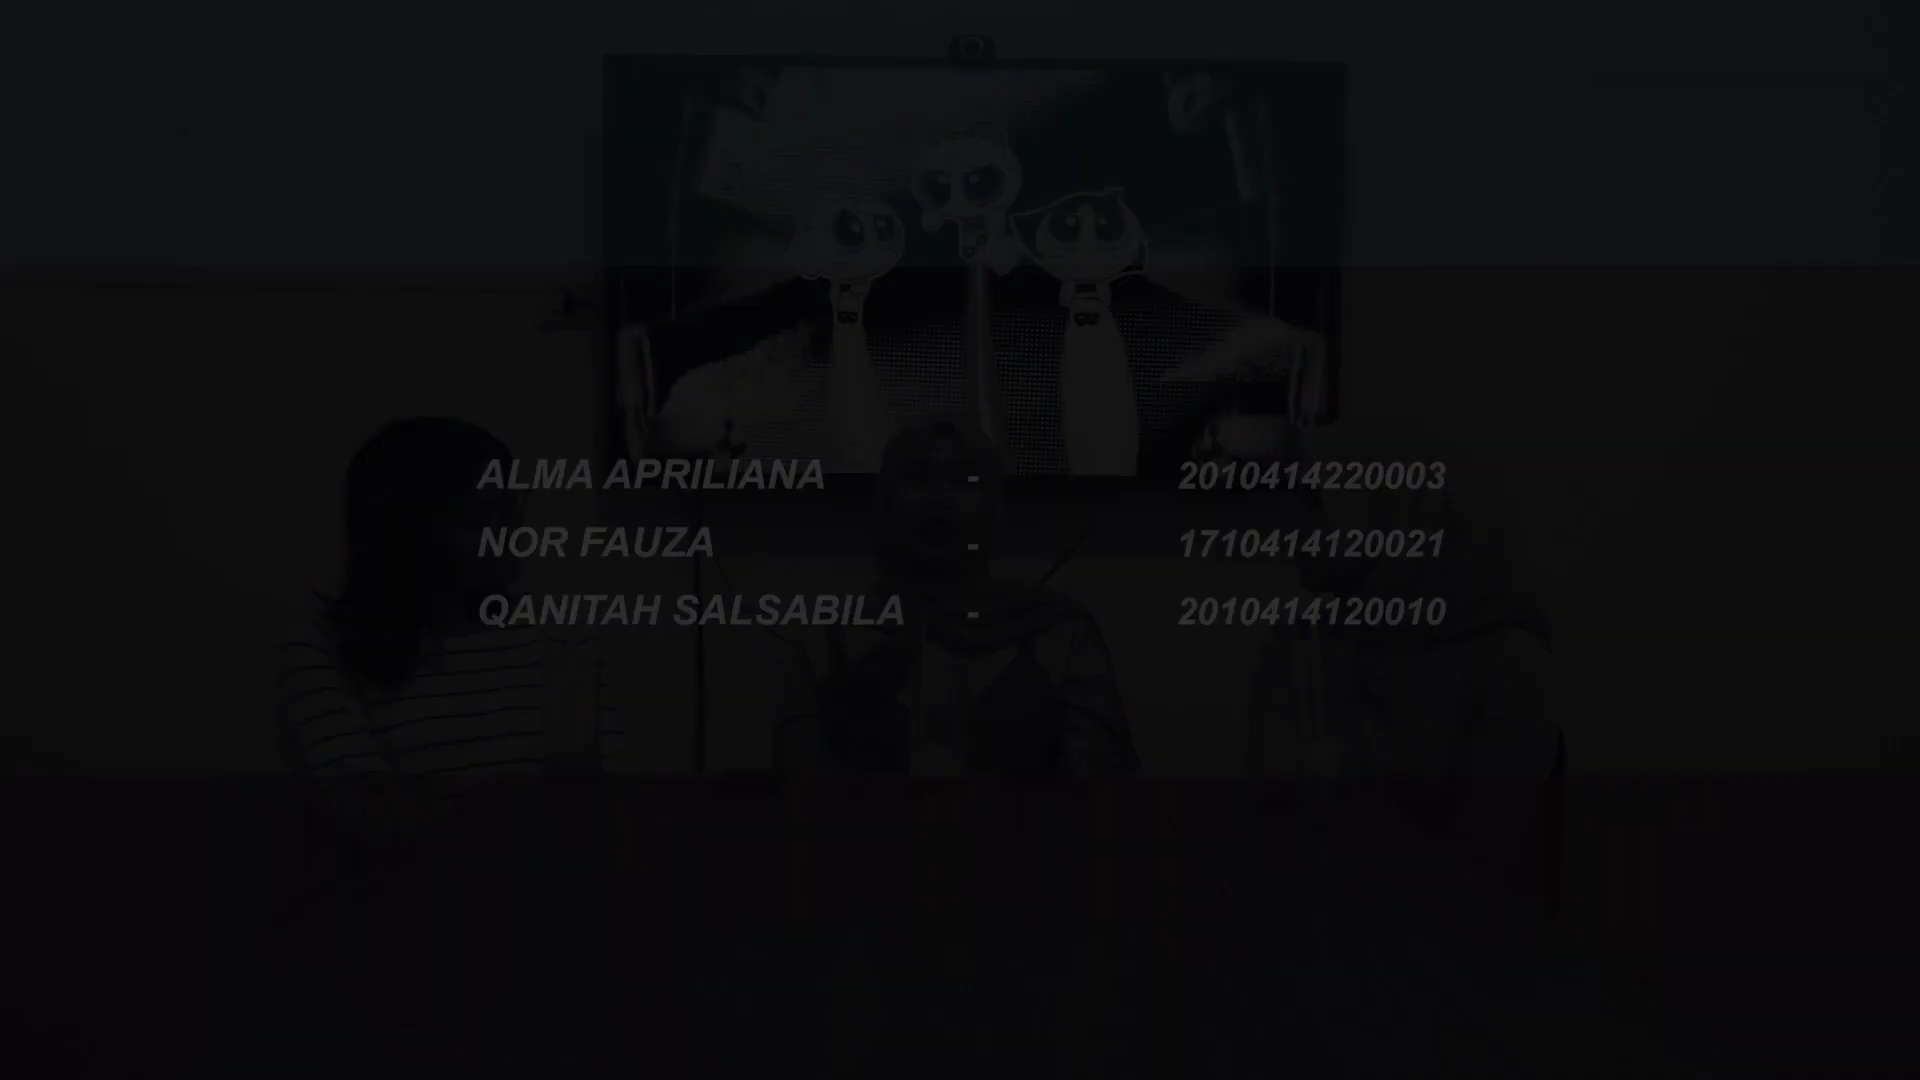 ALMA APRILIANA - 2010414220003
NOR FAUZA - 1710414120021
QANITAH SALSABILA - 2010414120010